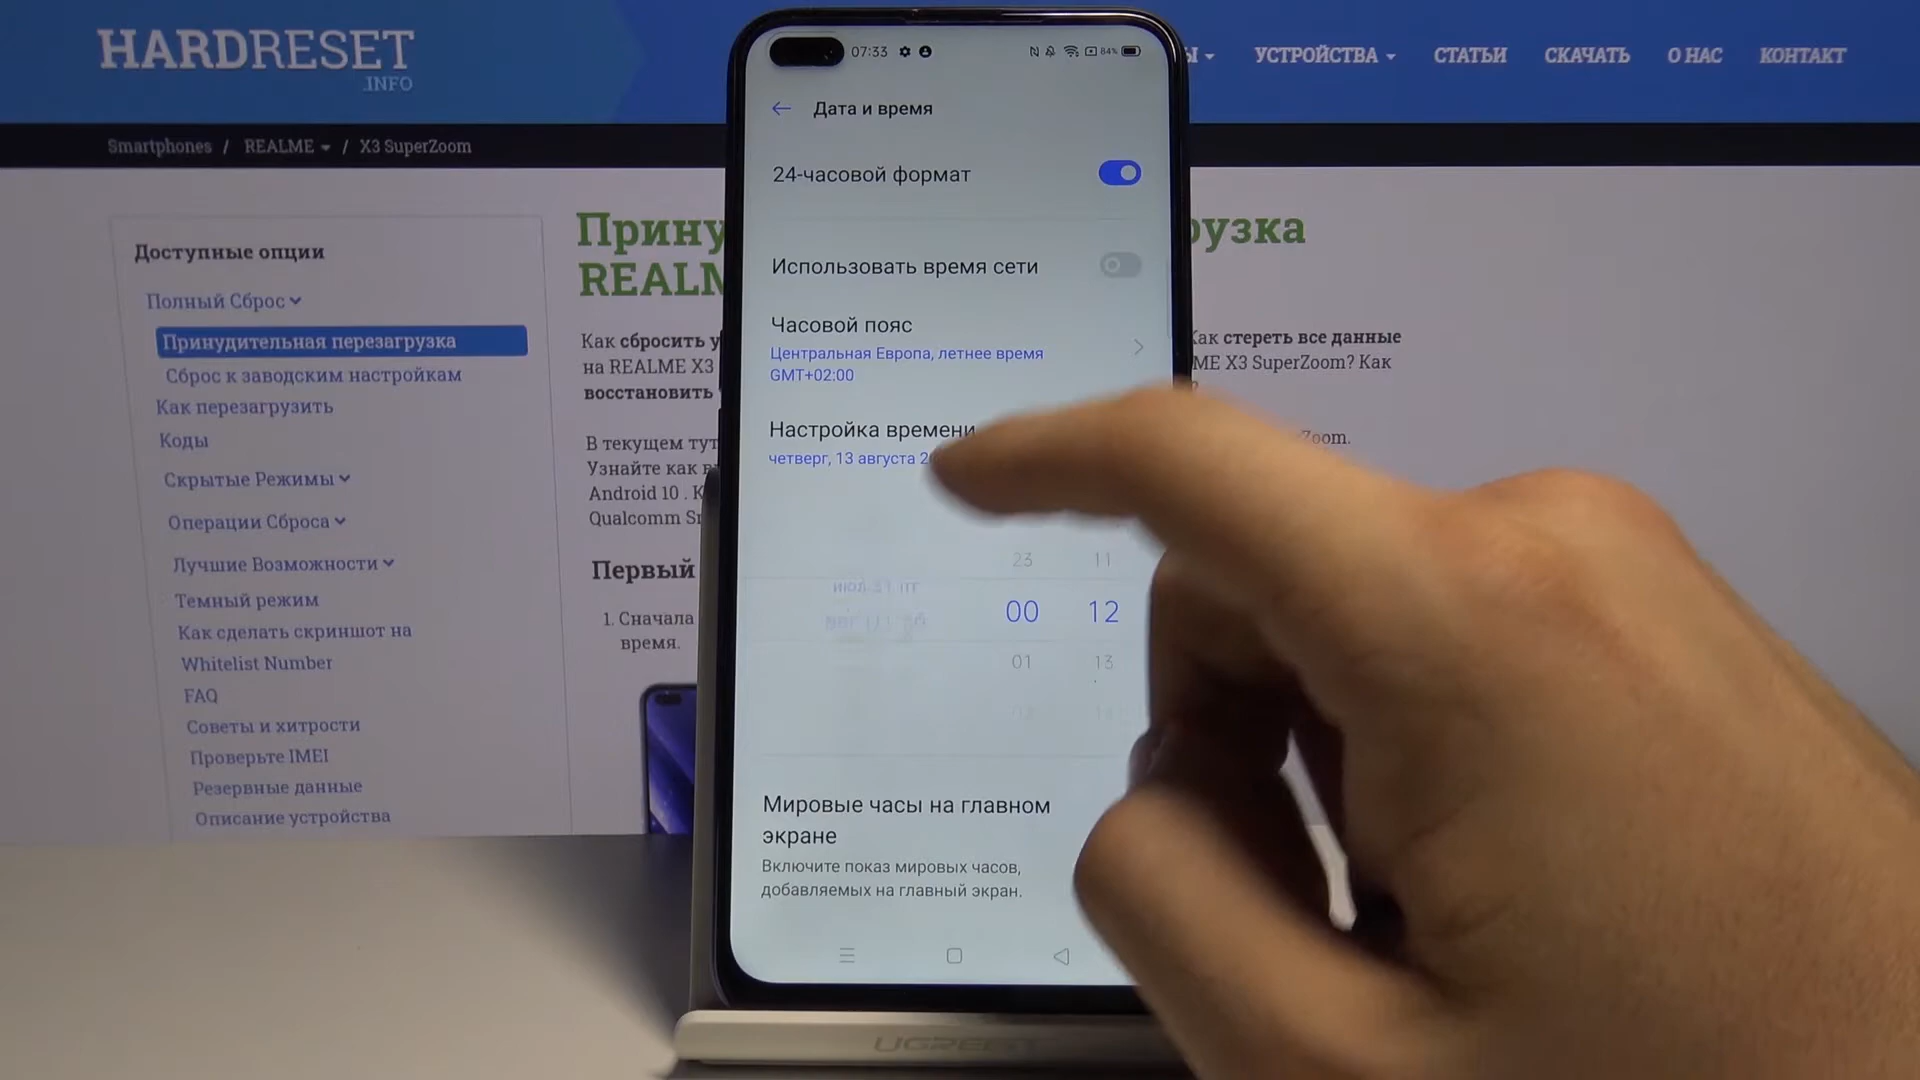 HARDRESET
.INFO
УСТРОЙСТВА
СТАТЬИ
СКАЧАТЬ
О НАС
КОНТАКТ
Smartphones / REALME / X3 SuperZoom
Доступные опции
Полный Сброс
Принудительная перезагрузка
Сброс к заводским настройкам
Как перезагрузить
Коды
Скрытые Режимы
Операции Сброса
Лучшие Возможности
Темный режим
Как сделать скриншот на
Whitelist Number
FAQ
Советы и хитрости
Проверьте IMEI
Резервные данные
Описание устройства
Как сбросить
на REALME X3
восстановить
В текущем
Узнайте как
Android 10 .
Qualcomm
Первый
1. Сначала
время.
Как стереть все данные
X3 SuperZoom? Как
07:33
84%
Дата и время
24-часовой формат
Использовать время сети
Часовой пояс
Центральная Европа, летнее время
GMT+02:00
Настройка времени
четверг, 13 августа
23 11
00 12
01 13
Мировые часы на главном
экране
Включите показ мировых часов,
добавляемых на главный экран.
UGREEN